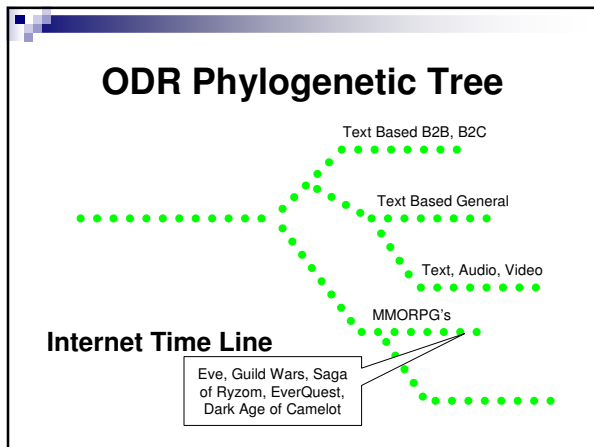 ODR Phylogenetic Tree
Text Based B2B, B2C
Text Based General
Text, Audio, Video
MMORPG's
Internet Time Line
Eve, Guild Wars, Saga
of Ryzom, EverQuest,
Dark Age of Camelot